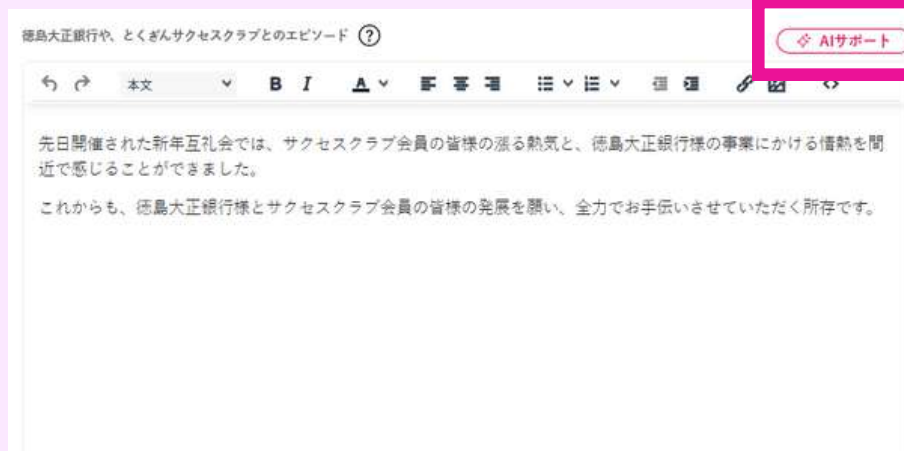 徳島大正銀行や、とくぎんサクセスクラブとのエピソード ?
AIサポート
本文
B I A
先日開催された新年互礼会では、サクセスクラブ会員の皆様の漲る熱気と、徳島大正銀行様の事業にかける情熱を間
近で感じることができました。
これからも、徳島大正銀行様とサクセスクラブ会員の皆様の発展を願い、全力でお手伝いさせていただく所存です。